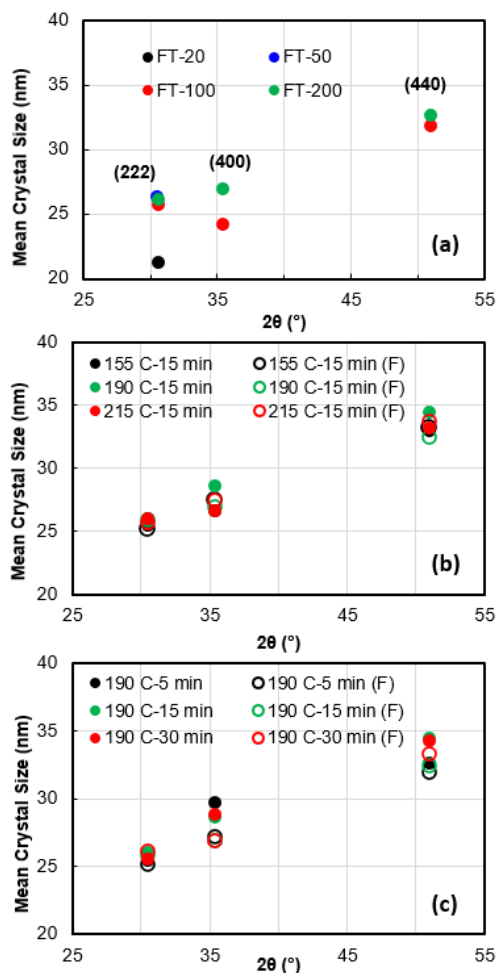 40
35
30
25
20
Mean Crystal Size (nm)
FT-20 FT-50
FT-100 FT-200
(222) (400) (440)
(a)
25 35 45 55
2θ (°)
40
35
30
25
20
Mean Crystal Size (nm)
155 C-15 min 155 C-15 min (F)
190 C-15 min 190 C-15 min (F)
215 C-15 min 215 C-15 min (F)
(b)
25 35 45 55
2θ (°)
40
35
30
25
20
Mean Crystal Size (nm)
190 C-5 min 190 C-5 min (F)
190 C-15 min 190 C-15 min (F)
190 C-30 min 190 C-30 min (F)
(c)
25 35 45 55
2θ (°)